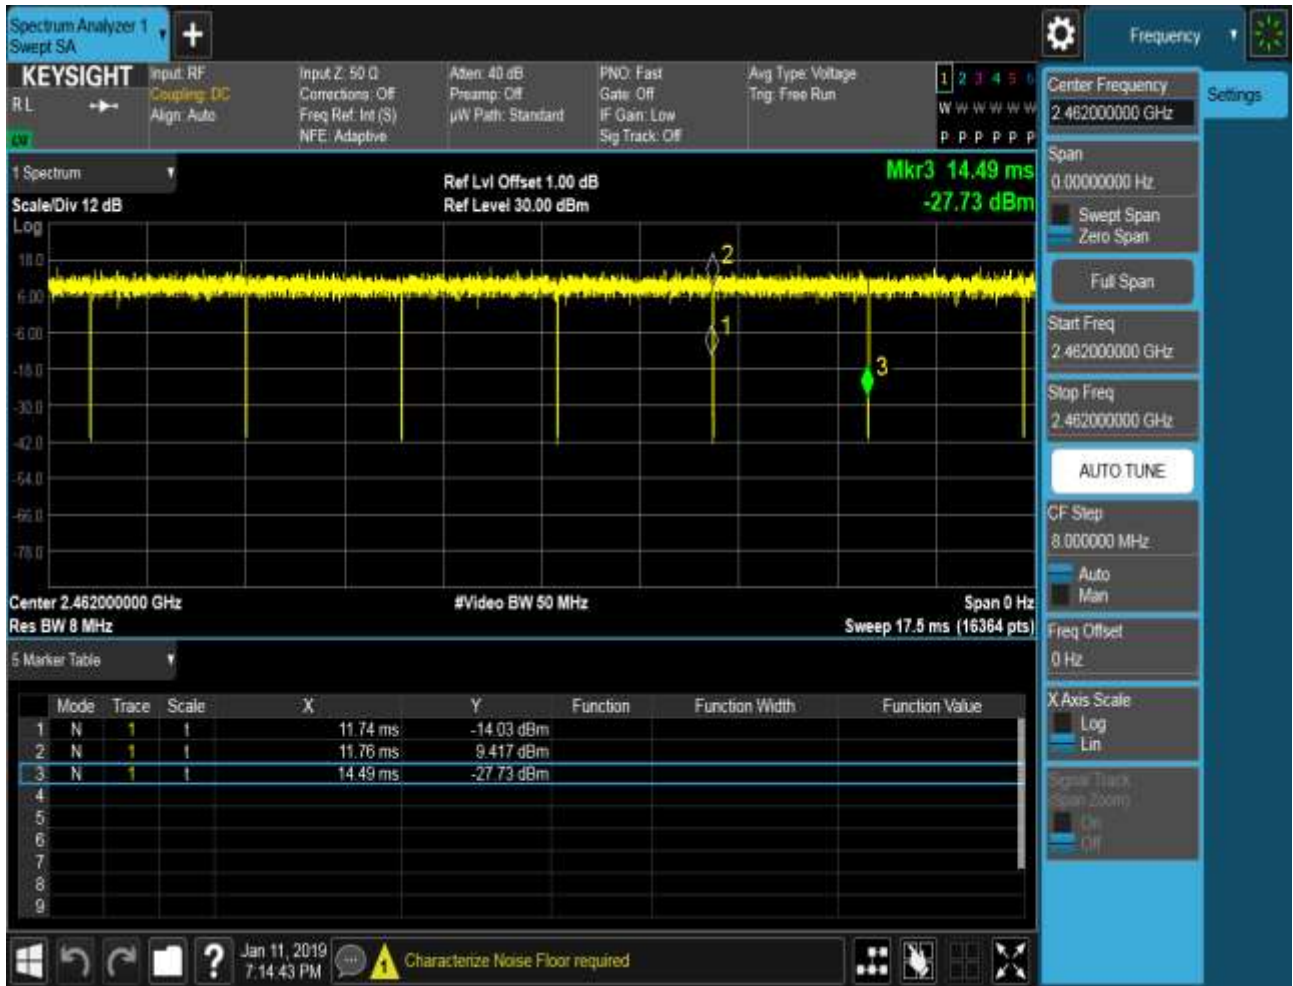 Spectrum Analyzer 1
Swept SA
Frequency
KEYSIGHT
Input: RF
Coupling: DC
Align: Auto
R L
LXI
Input Z: 50 Ω
Corrections: Off
Freq Ref: Int (S)
NFE: Adaptive
Atten: 40 dB
Preamp: Off
µW Path: Standard
PNO: Fast
Gate: Off
IF Gain: Low
Sig Track: Off
Avg Type: Voltage
Trig: Free Run
1 2 3 4 5 6
W W W W W W
P P P P P P
1 Spectrum
Scale/Div 12 dB
Ref Lvl Offset 1.00 dB
Ref Level 30.00 dBm
Mkr3 14.49 ms
-27.73 dBm
Log
18.0
6.00
-6.00
-18.0
-30.0
-42.0
-54.0
-66.0
-78.0
2
1
3
Center 2.462000000 GHz
#Video BW 50 MHz
Span 0 Hz
Res BW 8 MHz
Sweep 17.5 ms (16364 pts)
5 Marker Table
Mode Trace Scale X Y Function Function Width Function Value
1 N 1 t 11.74 ms -14.03 dBm
2 N 1 t 11.76 ms 9.417 dBm
3 N 1 t 14.49 ms -27.73 dBm
4
5
6
7
8
9
Center Frequency
2.462000000 GHz
Settings
Span
0.00000000 Hz
Swept Span
Zero Span
Full Span
Start Freq
2.462000000 GHz
Stop Freq
2.462000000 GHz
AUTO TUNE
CF Step
8.000000 MHz
Auto
Man
Freq Offset
0 Hz
X Axis Scale
Log
Lin
Signal Track
(Span Zoom)
On
Off
?
Jan 11, 2019
7:14:43 PM
1
Characterize Noise Floor required